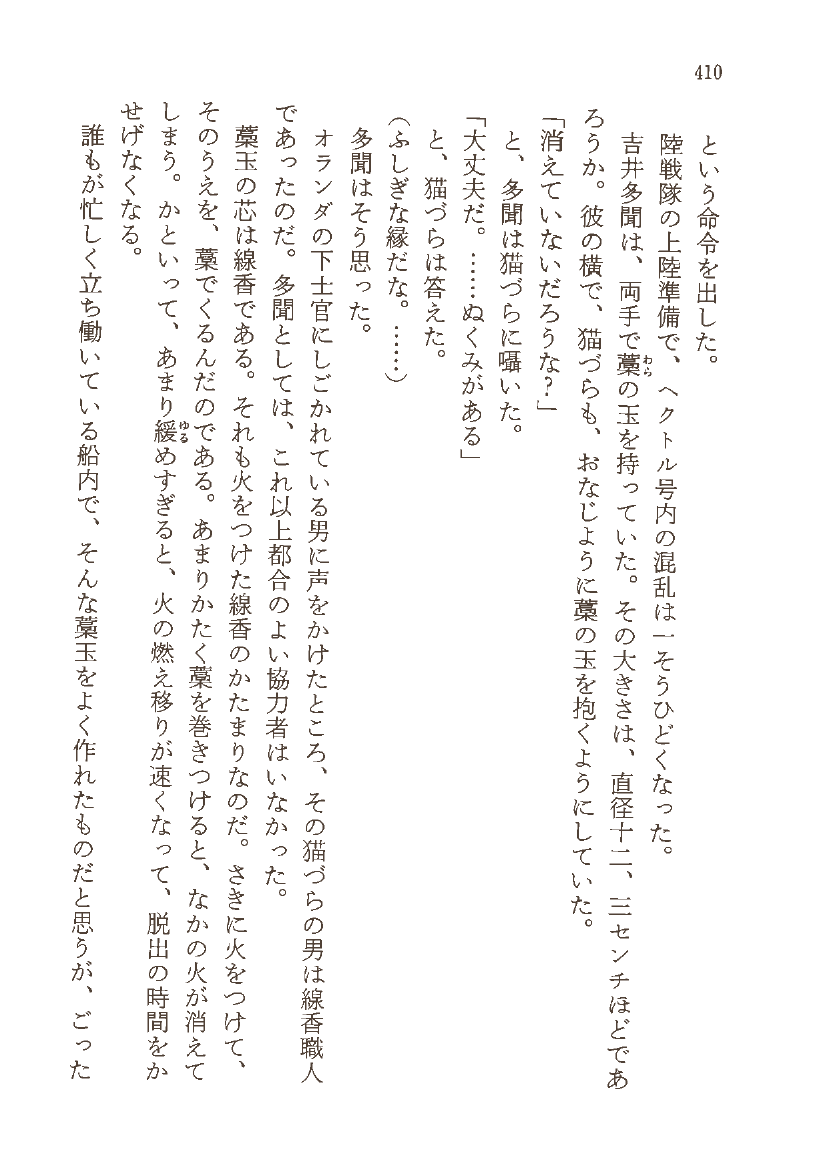 410
という命令を出した。
陸戦隊の上陸準備で、ヘクトル号内の混乱は一そうひどくなった。
吉井多聞は、両手で藁の玉を持っていた。その大きさは、直径十二、三センチほどであ
わら
ろうか。彼の横で、猫づらも、おなじように藁の玉を抱くようにしていた。
「消えていないだろうな?」
と、多聞は猫づらに囁いた。
「大丈夫だ。……ぬくみがある」
と、猫づらは答えた。
(ふしぎな縁だな。……)
多聞はそう思った。
オランダの下士官にしごかれている男に声をかけたところ、その猫づらの男は線香職人
であったのだ。多聞としては、これ以上都合のよい協力者はいなかった。
藁玉の芯は線香である。それも火をつけた線香のかたまりなのだ。さきに火をつけて、
そのうえを、藁でくるんだのである。あまりかたく藁を巻きつけると、なかの火が消えて
しまう。かといって、あまり緩めすぎると、火の燃え移りが速くなって、脱出の時間をか
ゆる
せげなくなる。
誰もが忙しく立ち働いている船内で、そんな藁玉をよく作れたものだと思うが、ごった